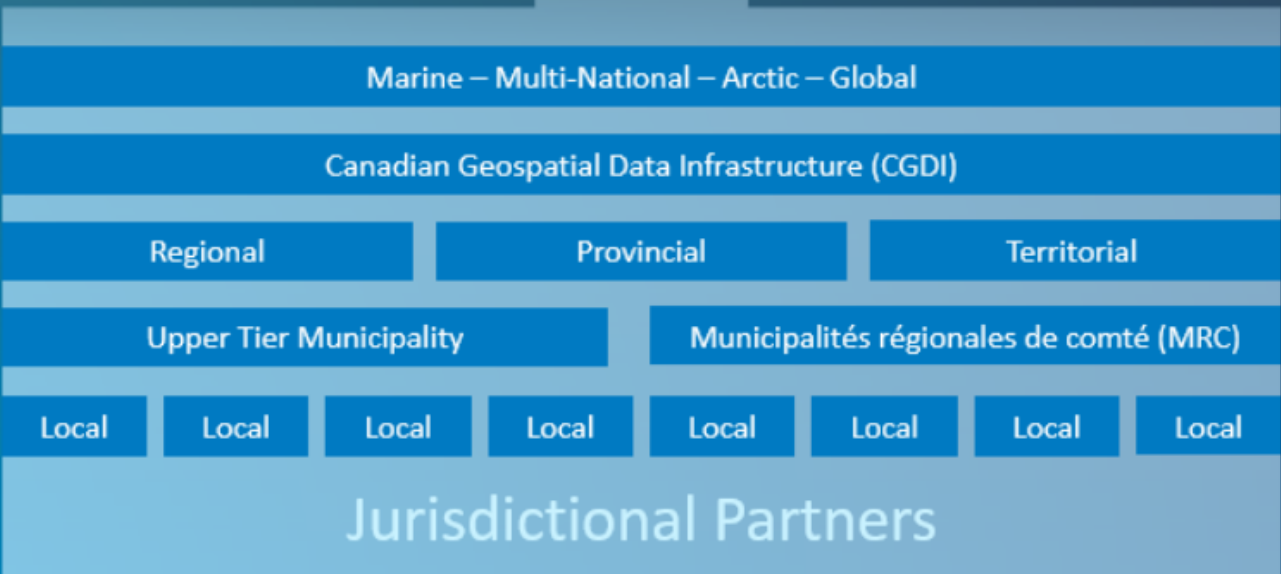 Marine – Multi-National – Arctic – Global
Canadian Geospatial Data Infrastructure (CGDI)
Regional Provincial Territorial
Upper Tier Municipality Municipalités régionales de comté (MRC)
Local Local Local Local Local Local Local Local
Jurisdictional Partners